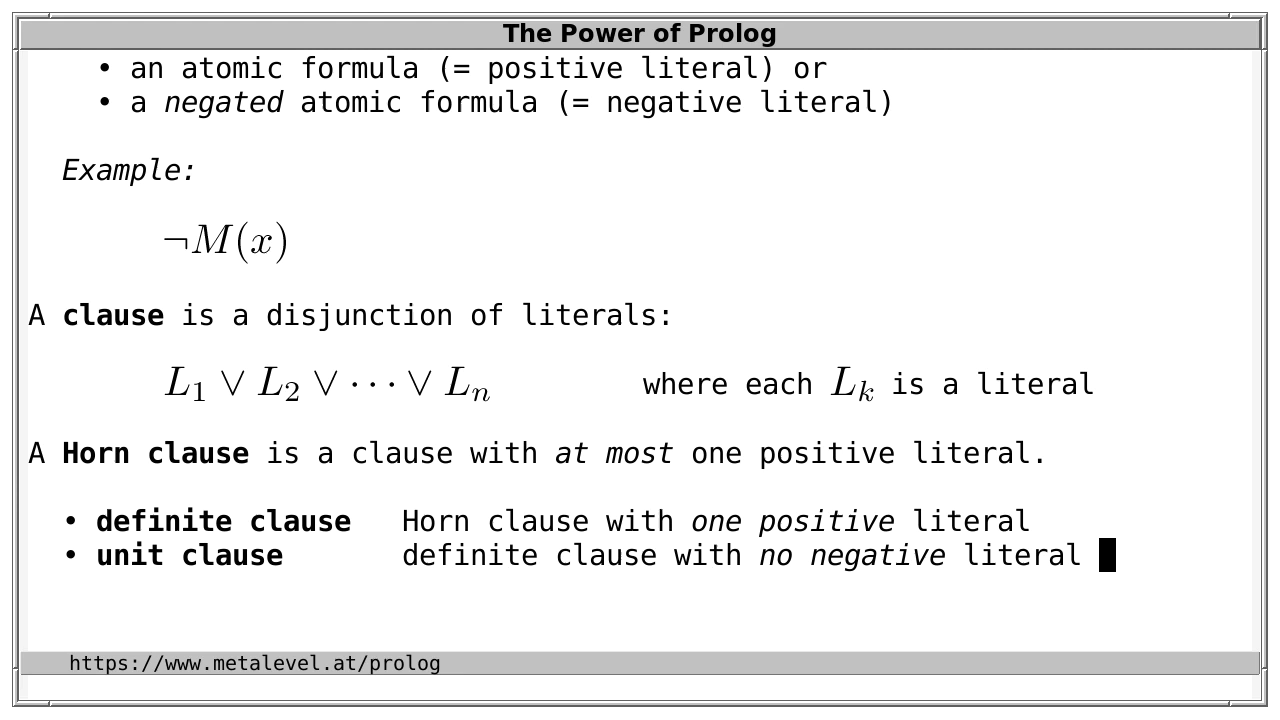 The Power of Prolog
• an atomic formula (= positive literal) or
• a negated atomic formula (= negative literal)
Example:
¬M(x)
A clause is a disjunction of literals:
L₁ ∨ L₂ ∨ ⋯ ∨ Lₙ where each Lₖ is a literal
A Horn clause is a clause with at most one positive literal.
• definite clause Horn clause with one positive literal
• unit clause definite clause with no negative literal
https://www.metalevel.at/prolog